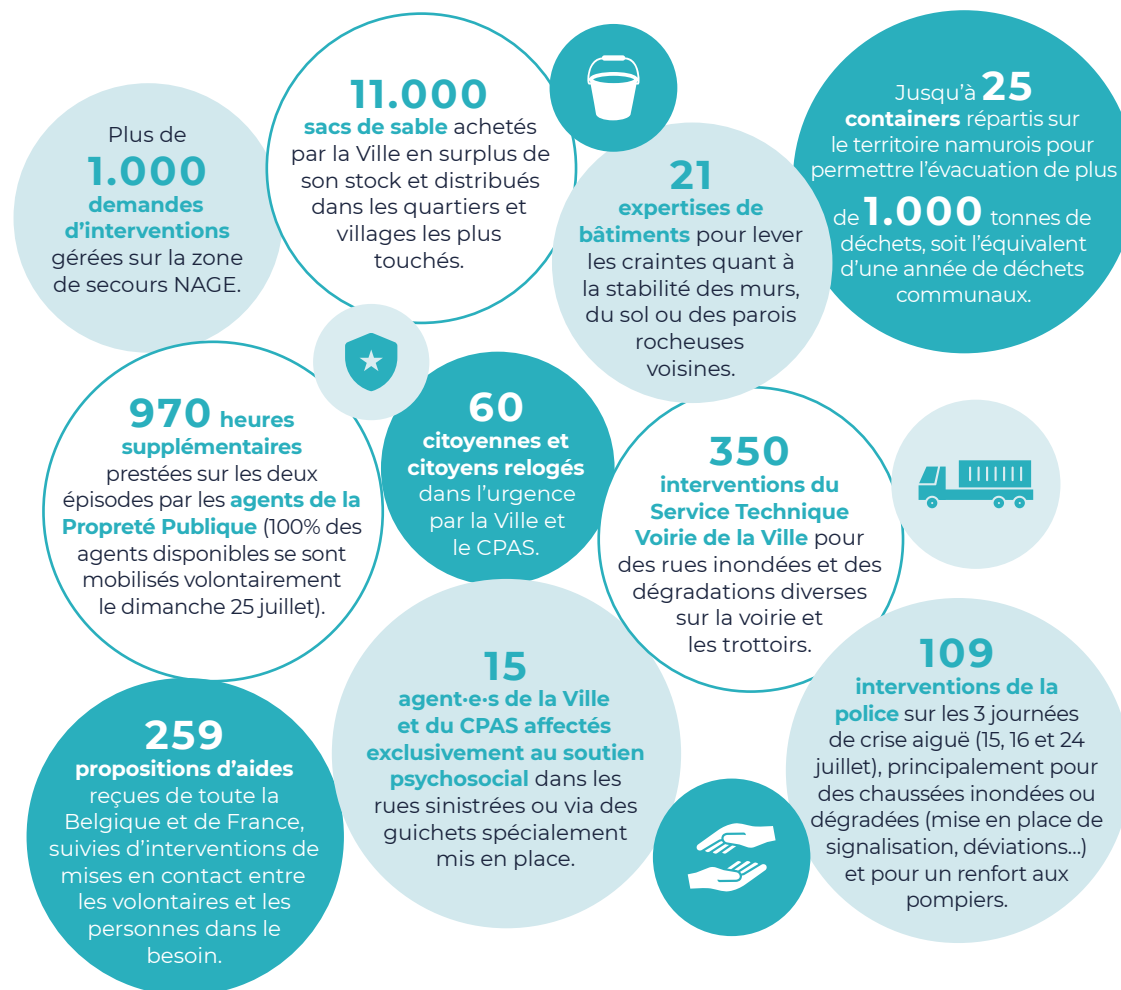 Plus de
1.000
demandes
d'interventions
gérées sur la zone
de secours NAGE.
11.000
sacs de sable achetés
par la Ville en surplus de
son stock et distribués
dans les quartiers et
villages les plus
touchés.
21
expertises de
bâtiments pour lever
les craintes quant à
la stabilité des murs,
du sol ou des parois
rocheuses
voisines.
Jusqu'à 25
containers répartis sur
le territoire namurois pour
permettre l'évacuation de plus
de 1.000 tonnes de
déchets, soit l'équivalent
d'une année de déchets
communaux.
970 heures
supplémentaires
prestées sur les deux
épisodes par les agents de la
Propreté Publique (100% des
agents disponibles se sont
mobilisés volontairement
le dimanche 25 juillet).
60
citoyennes et
citoyens relogés
dans l'urgence
par la Ville et
le CPAS.
350
interventions du
Service Technique
Voirie de la Ville pour
des rues inondées et des
dégradations diverses
sur la voirie et
les trottoirs.
259
propositions d'aides
reçues de toute la
Belgique et de France,
suivies d'interventions de
mises en contact entre
les volontaires et les
personnes dans le
besoin.
15
agent·e·s de la Ville
et du CPAS affectés
exclusivement au soutien
psychosocial dans les
rues sinistrées ou via des
guichets spécialement
mis en place.
109
interventions de la
police sur les 3 journées
de crise aiguë (15, 16 et 24
juillet), principalement pour
des chaussées inondées ou
dégradées (mise en place de
signalisation, déviations...)
et pour un renfort aux
pompiers.